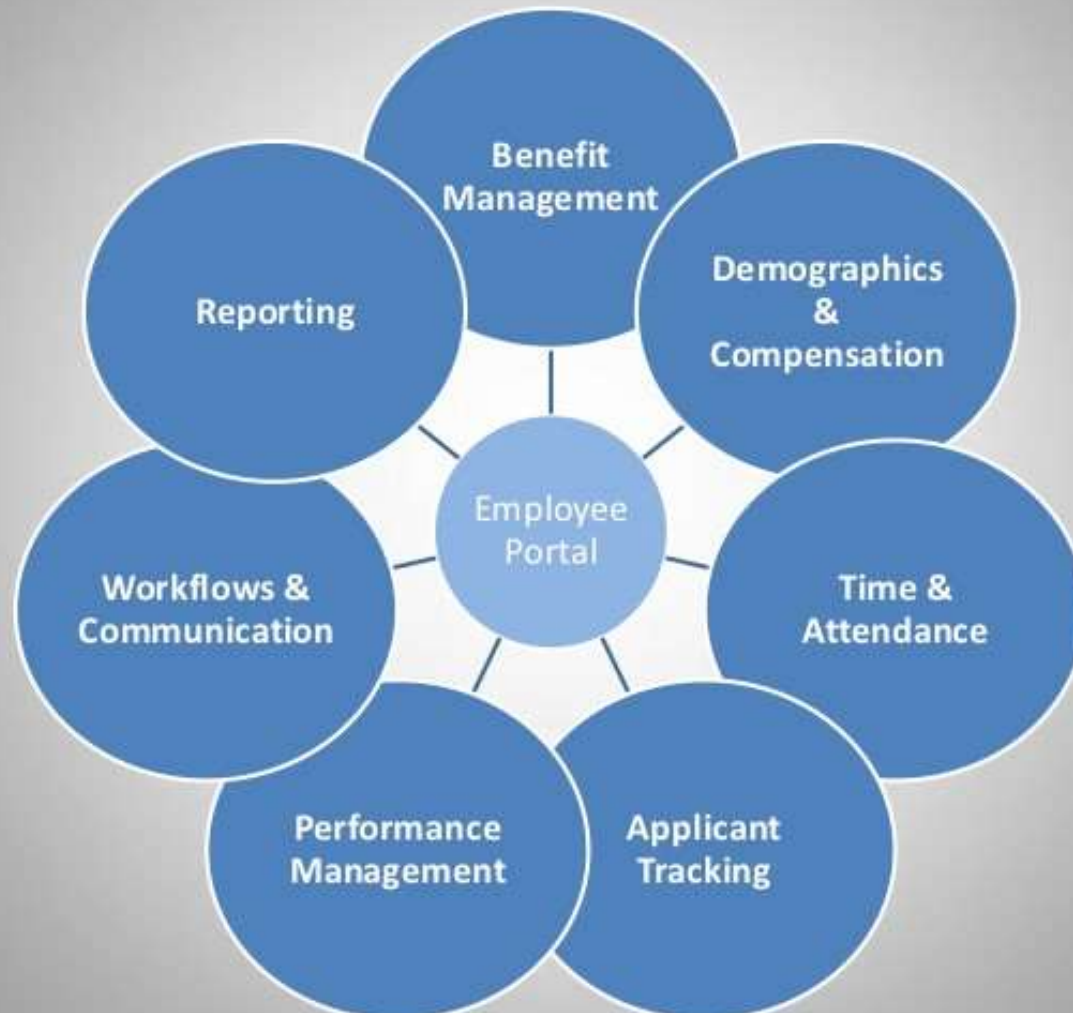 Benefit
Management
Demographics
&
Compensation
Time &
Attendance
Applicant
Tracking
Performance
Management
Workflows &
Communication
Reporting
Employee
Portal